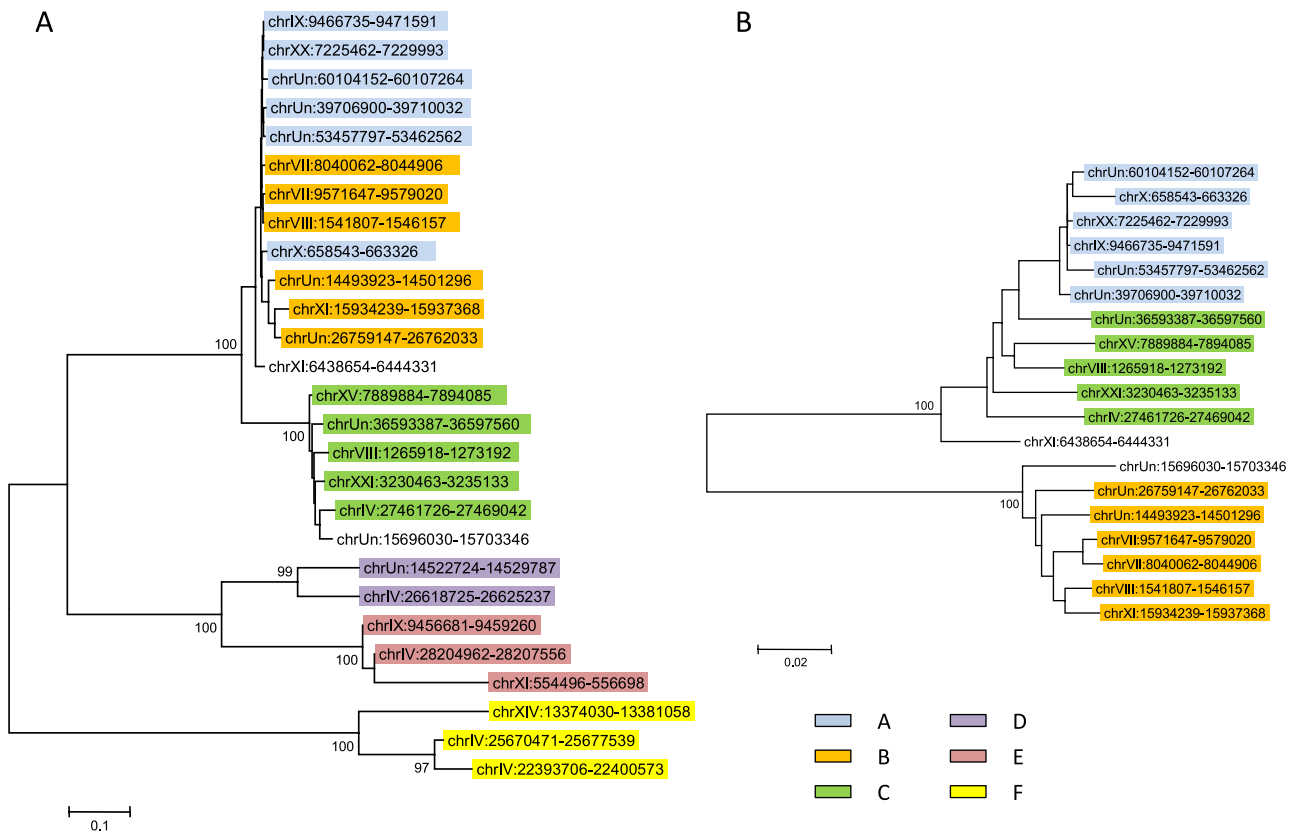 A
chrIX:9466735-9471591
chrXX:7225462-7229993
chrUn:60104152-60107264
chrUn:39706900-39710032
chrUn:53457797-53462562
chrVII:8040062-8044906
chrVII:9571647-9579020
chrVIII:1541807-1546157
chrX:658543-663326
chrUn:14493923-14501296
chrXI:15934239-15937368
chrUn:26759147-26762033
100
chrXI:6438654-6444331
chrXV:7889884-7894085
chrUn:36593387-36597560
100
chrVIII:1265918-1273192
chrXXI:3230463-3235133
chrIV:27461726-27469042
chrUn:15696030-15703346
chrUn:14522724-14529787
99
chrIV:26618725-26625237
100
chrIX:9456681-9459260
chrIV:28204962-28207556
100
chrXI:554496-556698
chrXIV:13374030-13381058
100
chrIV:25670471-25677539
97
chrIV:22393706-22400573
0.1
B
chrUn:60104152-60107264
chrX:658543-663326
chrXX:7225462-7229993
chrIX:9466735-9471591
chrUn:53457797-53462562
chrUn:39706900-39710032
chrUn:36593387-36597560
chrXV:7889884-7894085
chrVIII:1265918-1273192
chrXXI:3230463-3235133
100
chrIV:27461726-27469042
chrXI:6438654-6444331
chrUn:15696030-15703346
chrUn:26759147-26762033
100
chrUn:14493923-14501296
chrVII:9571647-9579020
chrVII:8040062-8044906
chrVIII:1541807-1546157
chrXI:15934239-15937368
0.02
A
D
B
E
C
F